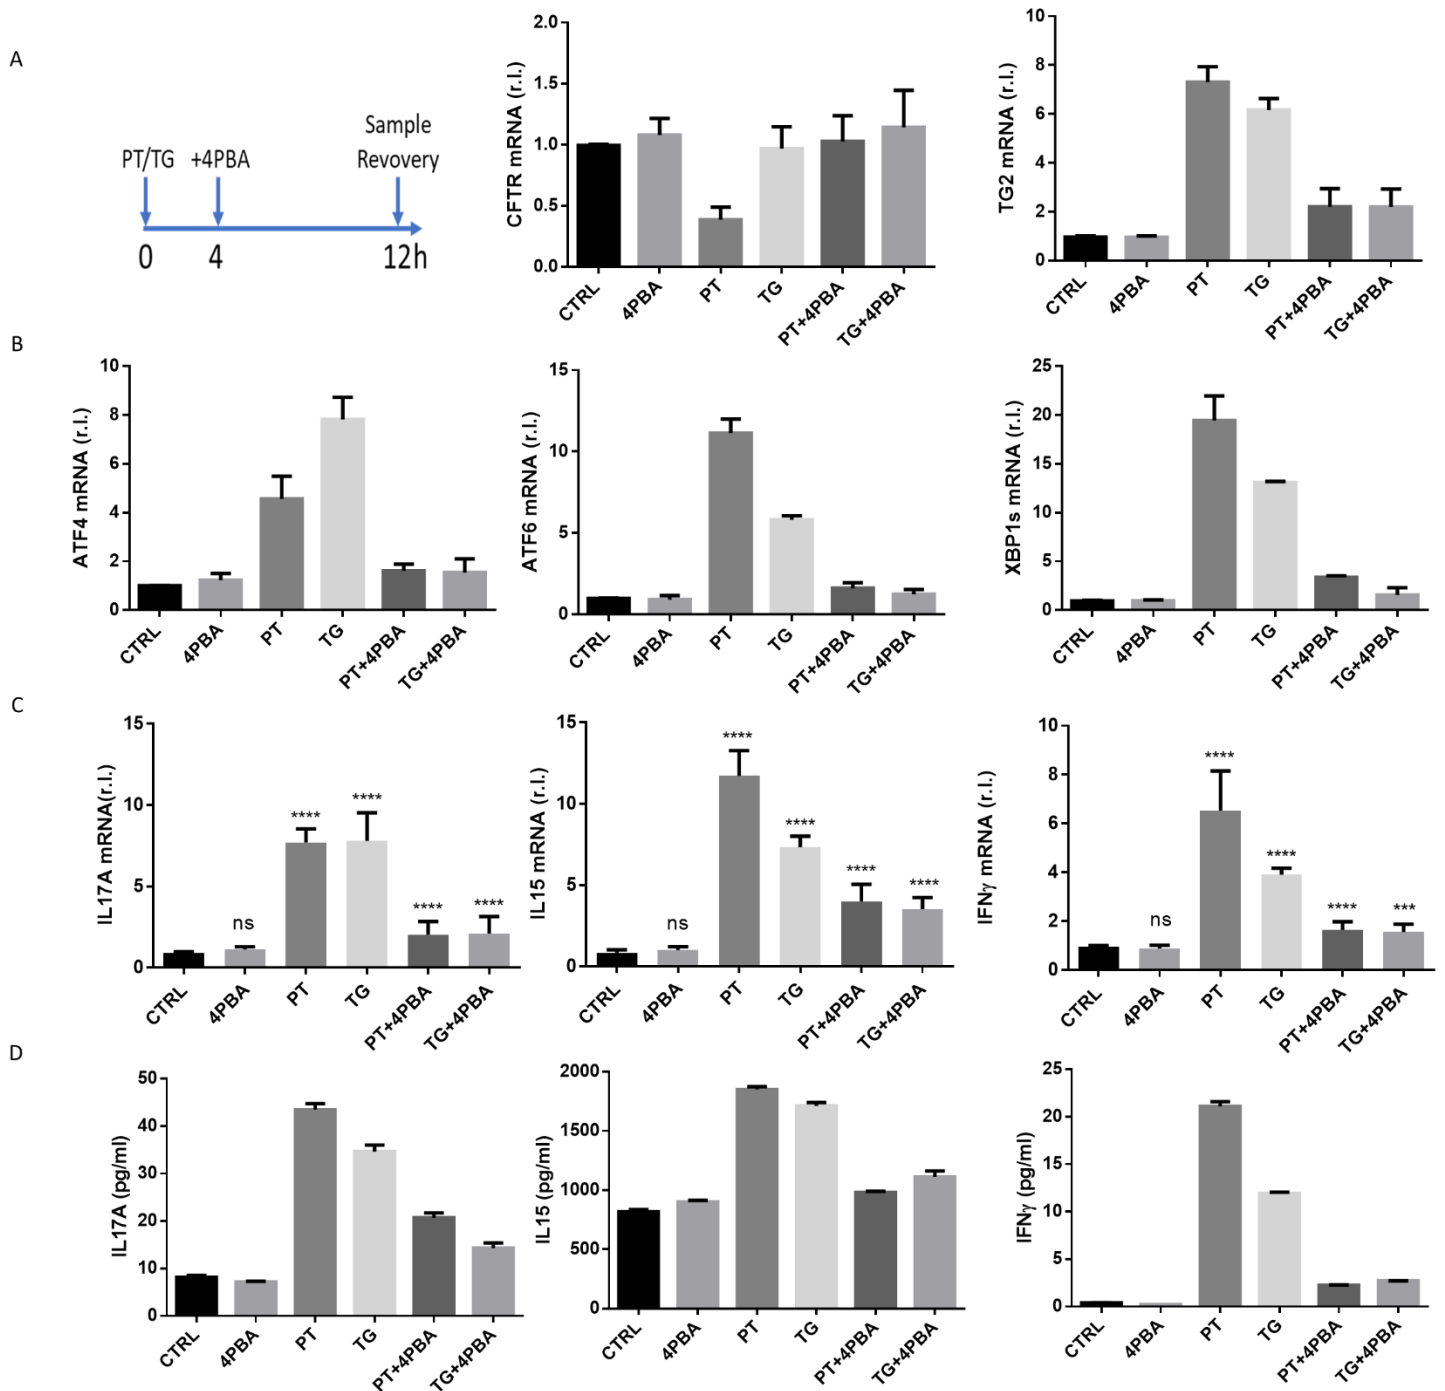 A
PT/TG +4PBA
Sample
Revovery
0 4 12h
CFTR mRNA (r.l.)
2.0
1.5
1.0
0.5
0.0
CTRL 4PBA PT TG PT+4PBA TG+4PBA
TG2 mRNA (r.l.)
10
8
6
4
2
0
CTRL 4PBA PT TG PT+4PBA TG+4PBA
B
ATF4 mRNA (r.l.)
10
8
6
4
2
0
CTRL 4PBA PT TG PT+4PBA TG+4PBA
ATF6 mRNA (r.l.)
15
10
5
0
CTRL 4PBA PT TG PT+4PBA TG+4PBA
XBP1s mRNA (r.l.)
25
20
15
10
5
0
CTRL 4PBA PT TG PT+4PBA TG+4PBA
C
IL17A mRNA(r.l.)
15
10
5
0
ns **** **** **** ****
CTRL 4PBA PT TG PT+4PBA TG+4PBA
IL15 mRNA (r.l.)
15
10
5
0
ns **** **** **** ****
CTRL 4PBA PT TG PT+4PBA TG+4PBA
IFNγ mRNA (r.l.)
10
8
6
4
2
0
ns **** **** **** ***
CTRL 4PBA PT TG PT+4PBA TG+4PBA
D
IL17A (pg/ml)
50
40
30
20
10
0
CTRL 4PBA PT TG PT+4PBA TG+4PBA
IL15 (pg/ml)
2000
1500
1000
500
0
CTRL 4PBA PT TG PT+4PBA TG+4PBA
IFNγ (pg/ml)
25
20
15
10
5
0
CTRL 4PBA PT TG PT+4PBA TG+4PBA